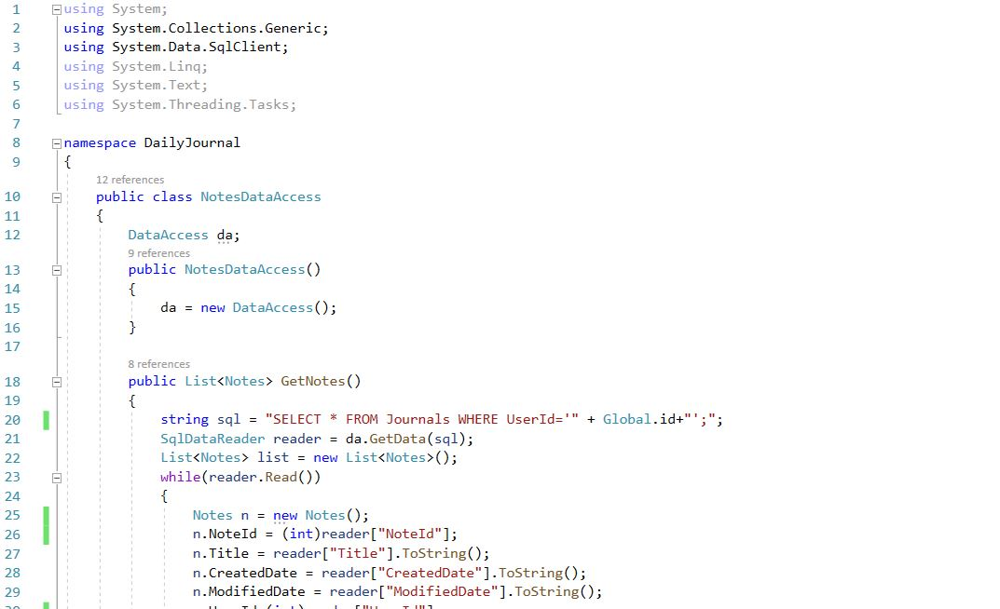 1 using System;
2 using System.Collections.Generic;
3 using System.Data.SqlClient;
4 using System.Linq;
5 using System.Text;
6 using System.Threading.Tasks;
7
8 namespace DailyJournal
9 {
12 references
10 public class NotesDataAccess
11 {
12 DataAccess da;
9 references
13 public NotesDataAccess()
14 {
15 da = new DataAccess();
16 }
17
8 references
18 public List<Notes> GetNotes()
19 {
20 string sql = "SELECT * FROM Journals WHERE UserId='" + Global.id+"';";
21 SqlDataReader reader = da.GetData(sql);
22 List<Notes> list = new List<Notes>();
23 while(reader.Read())
24 {
25 Notes n = new Notes();
26 n.NoteId = (int)reader["NoteId"];
27 n.Title = reader["Title"].ToString();
28 n.CreatedDate = reader["CreatedDate"].ToString();
29 n.ModifiedDate = reader["ModifiedDate"].ToString();